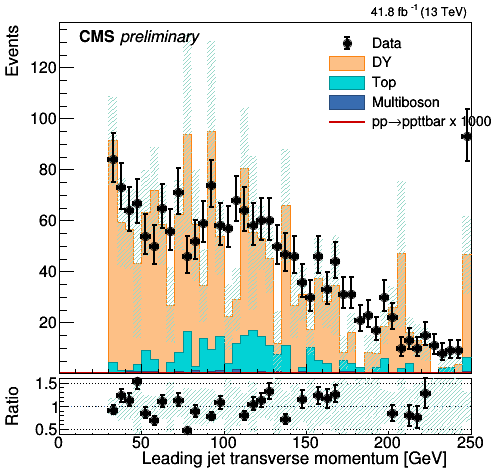 41.8 fb⁻¹ (13 TeV)
Events
CMS preliminary
Data
DY
Top
Multiboson
pp→ppttbar x 1000
120
100
80
60
40
20
Ratio
1.5
1
0.5
0 50 100 150 200 250
Leading jet transverse momentum [GeV]